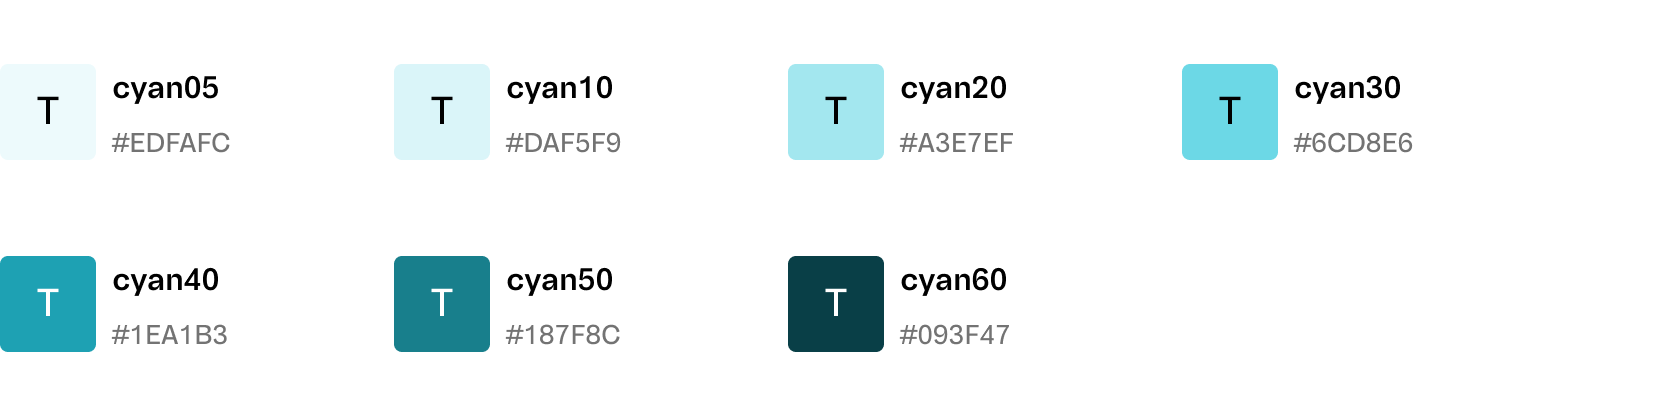 T
cyan05
#EDFAFC
T
cyan10
#DAF5F9
T
cyan20
#A3E7EF
T
cyan30
#6CD8E6
T
cyan40
#1EA1B3
T
cyan50
#187F8C
T
cyan60
#093F47